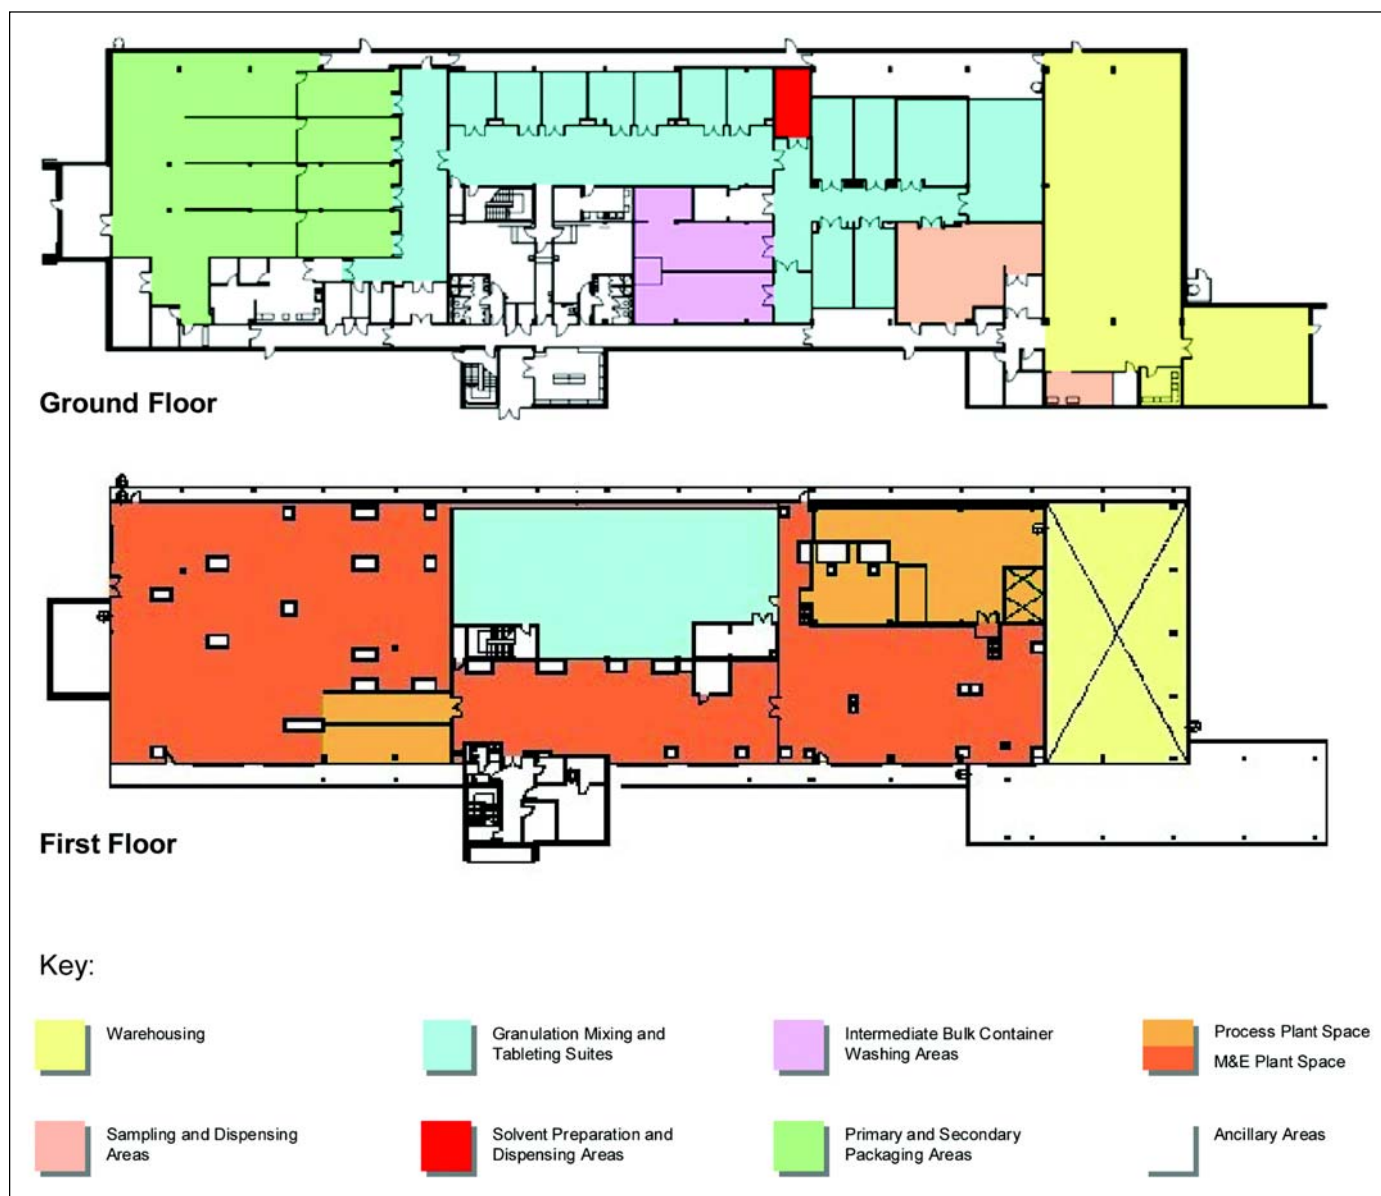 Ground Floor
First Floor
Key:
Warehousing
Granulation Mixing and
Tableting Suites
Intermediate Bulk Container
Washing Areas
Process Plant Space
M&E Plant Space
Sampling and Dispensing
Areas
Solvent Preparation and
Dispensing Areas
Primary and Secondary
Packaging Areas
Ancillary Areas